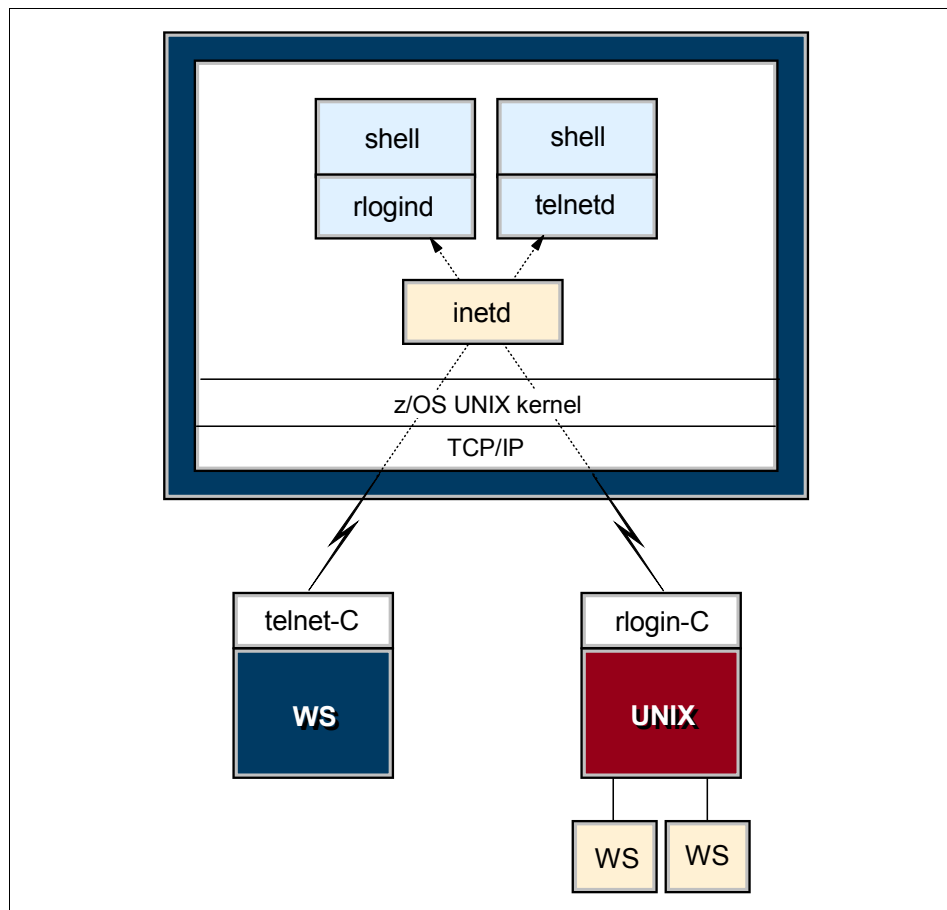 shell
shell
rlogind
telnetd
inetd
z/OS UNIX kernel
TCP/IP
telnet-C
rlogin-C
WS
UNIX
WS
WS